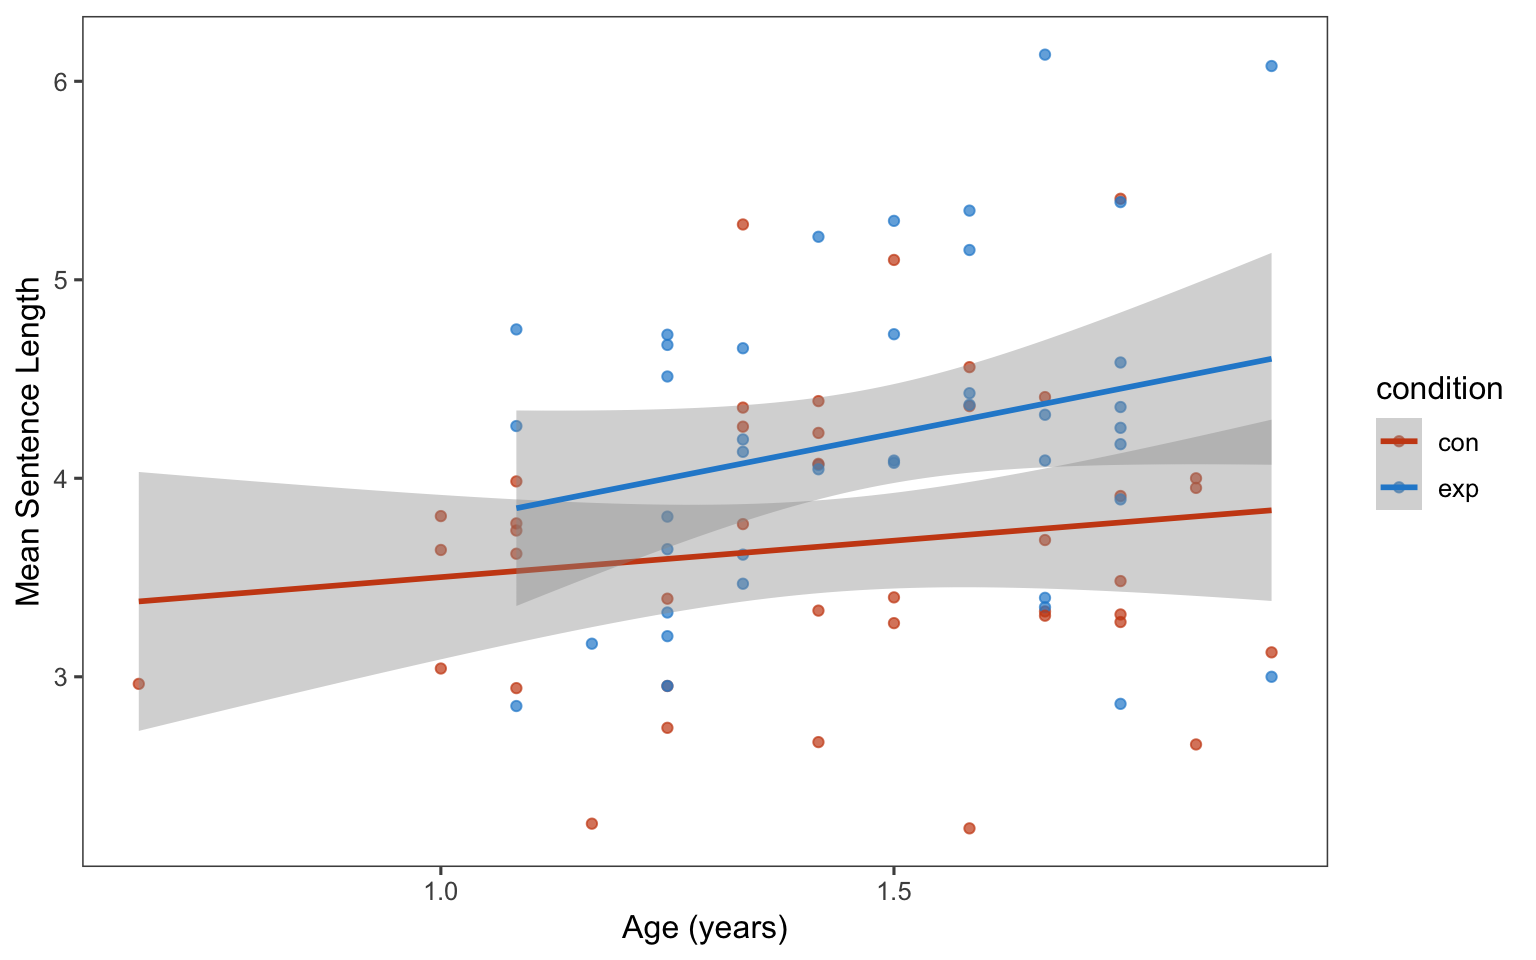 6
5
4
3
Mean Sentence Length
1.0 1.5
Age (years)
condition
con
exp